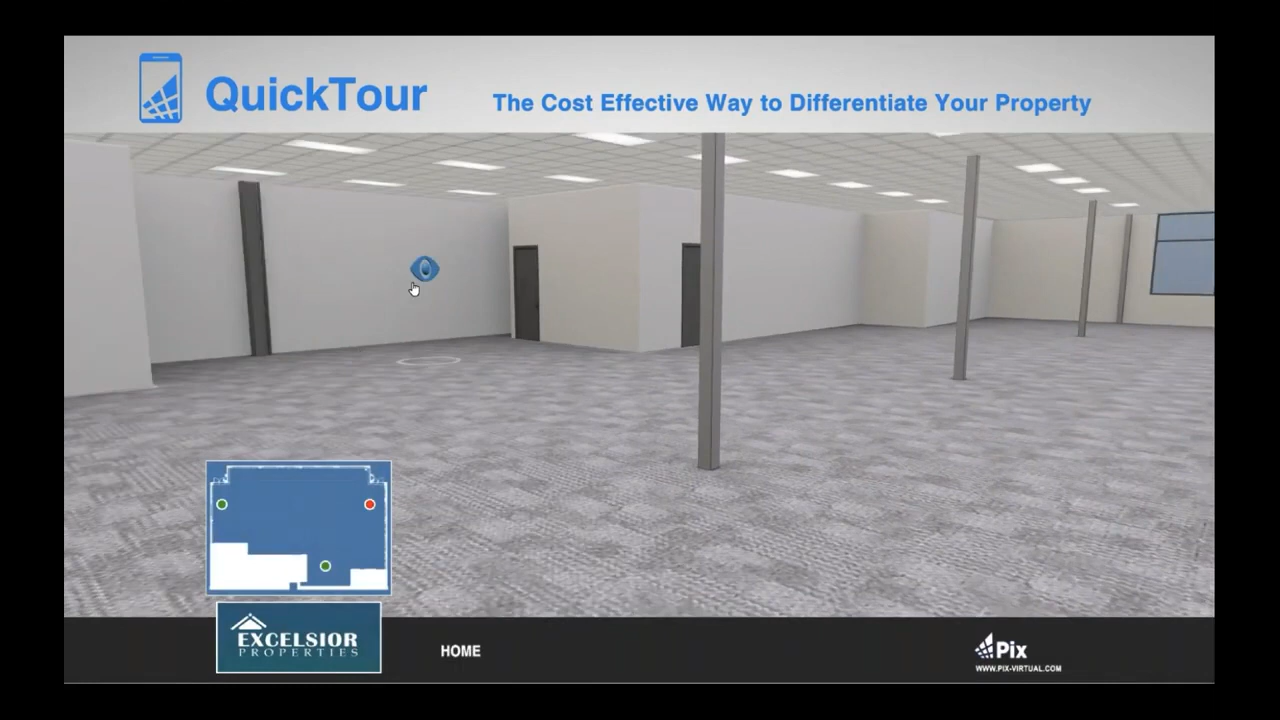 QuickTour
The Cost Effective Way to Differentiate Your Property
EXCELSIOR
PROPERTIES
HOME
Pix
WWW.PIX-VIRTUAL.COM